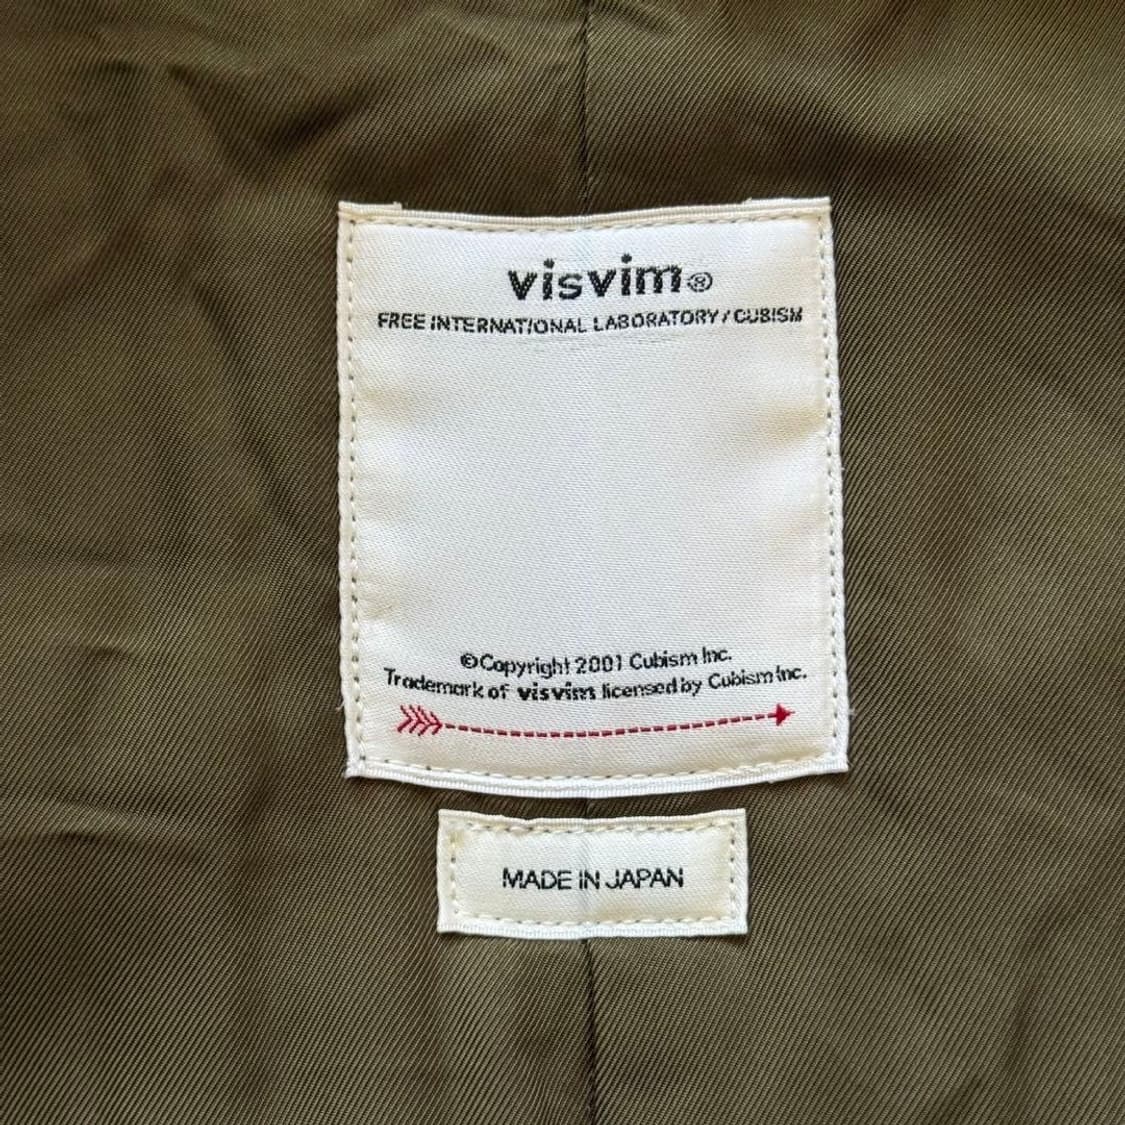 visvim®
FREE INTERNATIONAL LABORATORY / CUBISM
©Copyright 2001 Cubism Inc.
Trademark of visvim licensed by Cubism Inc.
MADE IN JAPAN